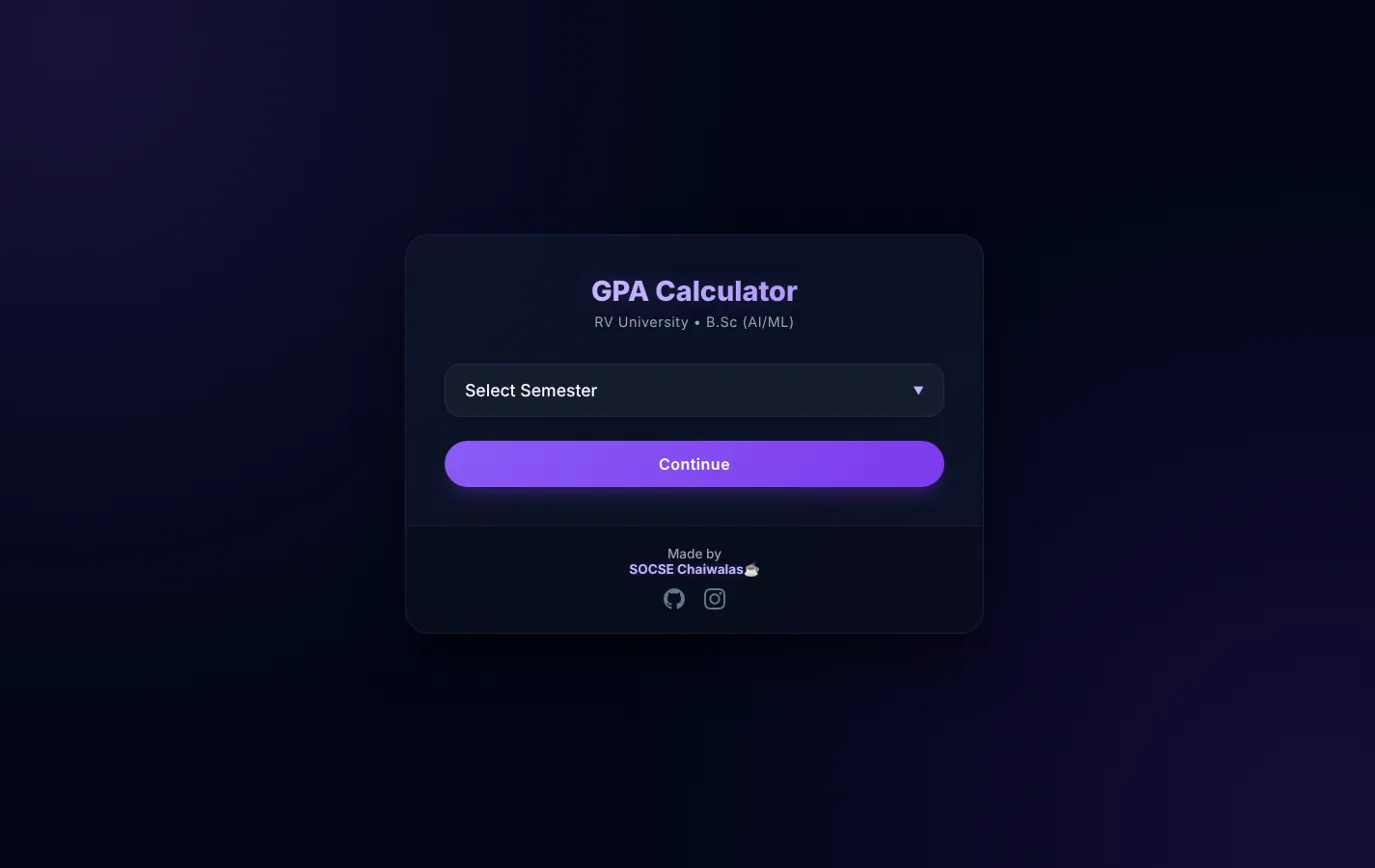 GPA Calculator
RV University • B.Sc (AI/ML)
Select Semester
Continue
Made by
SOCSE Chaiwalas☕